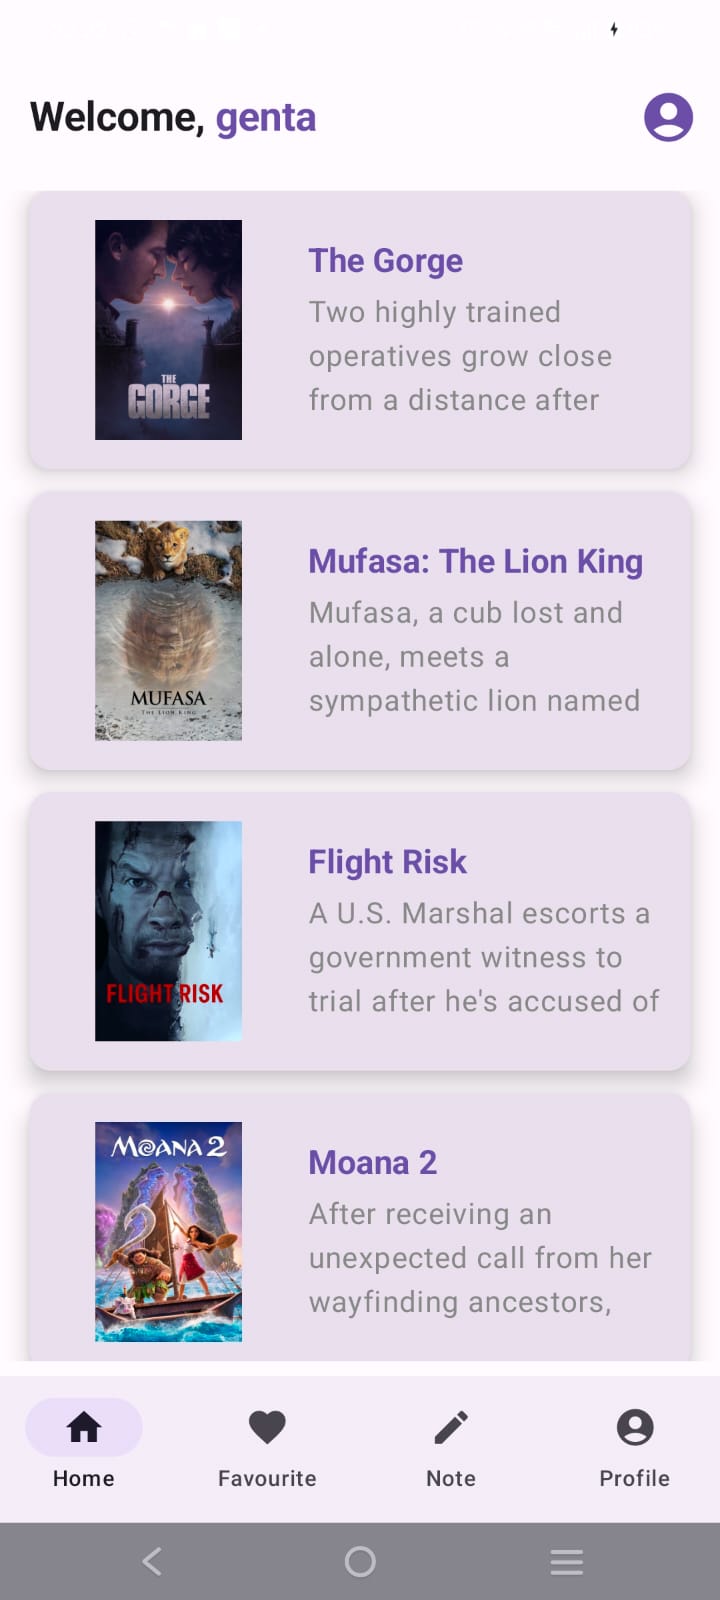 Welcome, genta
THE
GORGE
The Gorge
Two highly trained
operatives grow close
from a distance after
MUFASA
THE LION KING
Mufasa: The Lion King
Mufasa, a cub lost and
alone, meets a
sympathetic lion named
FLIGHT RISK
Flight Risk
A U.S. Marshal escorts a
government witness to
trial after he's accused of
MOANA 2
Moana 2
After receiving an
unexpected call from her
wayfinding ancestors,
Home
Favourite
Note
Profile